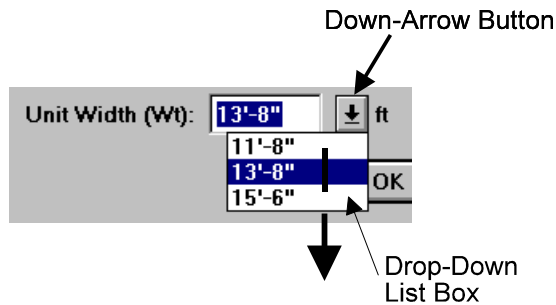 Down-Arrow Button
Unit Width (Wt): 13'-8" ft
11'-8"
13'-8"
OK
15'-6"
Drop-Down
List Box